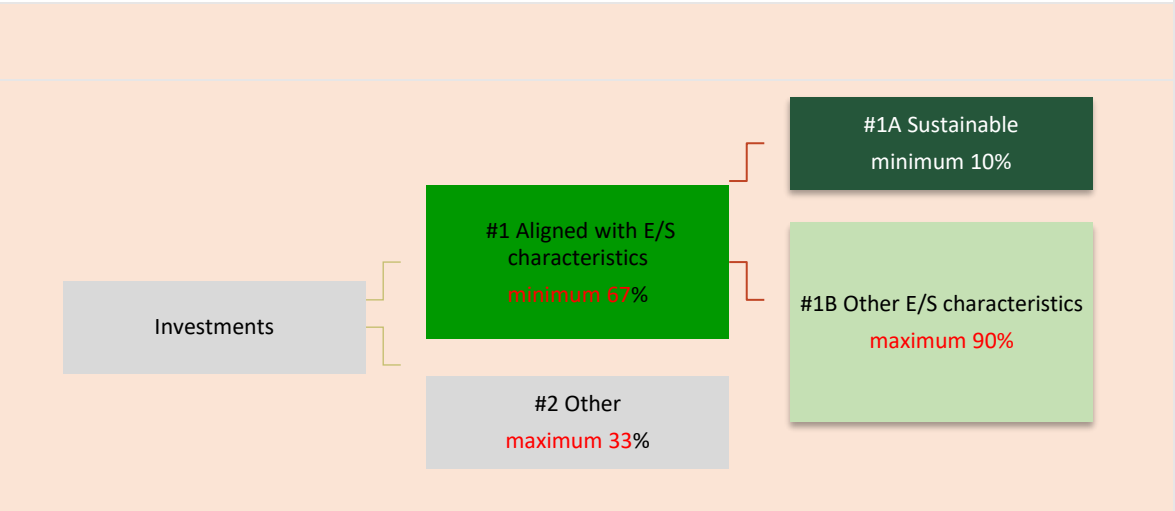 #1A Sustainable
minimum 10%
#1 Aligned with E/S
characteristics
minimum 67%
#1B Other E/S characteristics
maximum 90%
Investments
#2 Other
maximum 33%